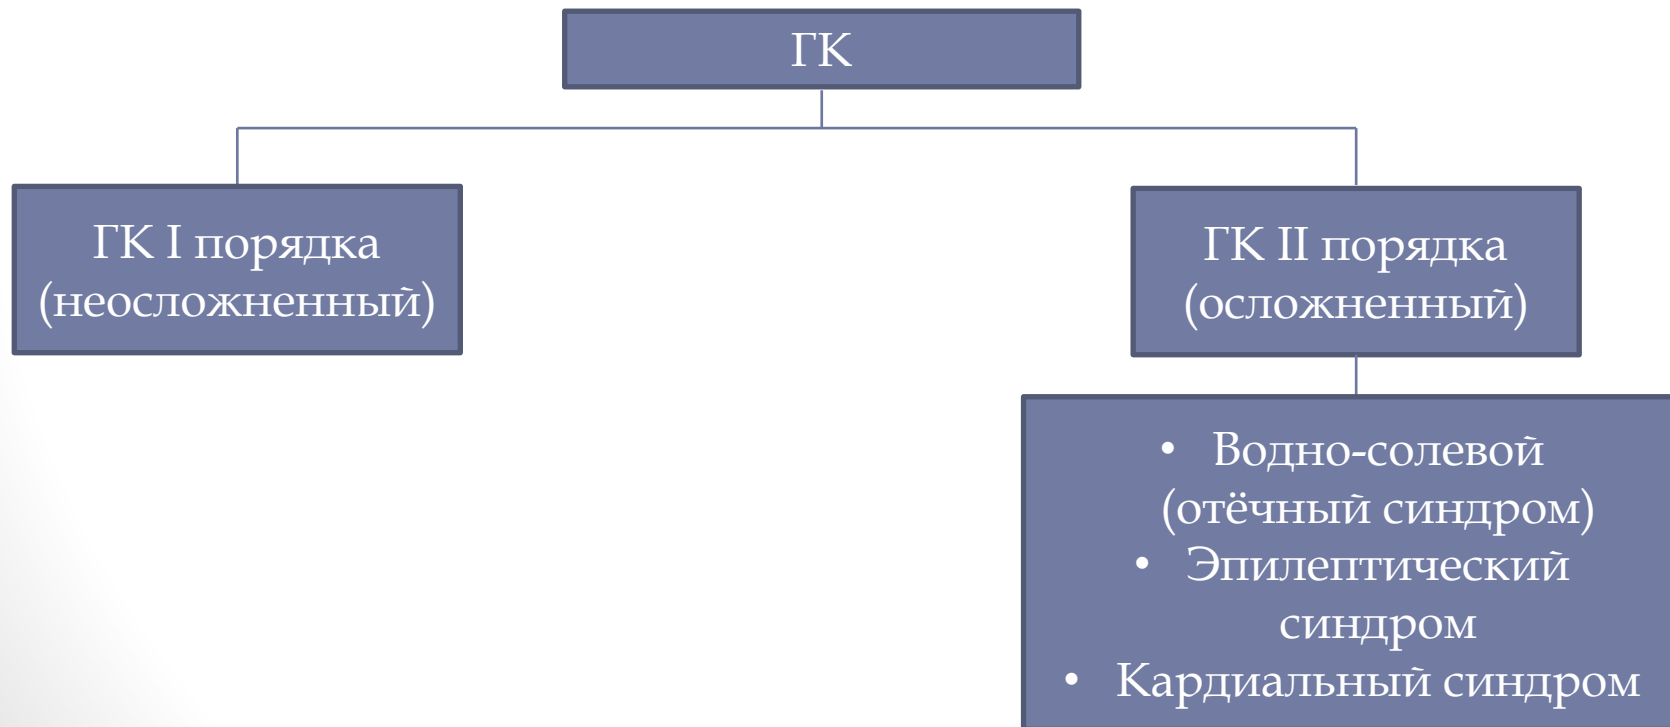 ГК
ГК I порядка
(неосложненный)
ГК II порядка
(осложненный)
• Водно-солевой
(отёчный синдром)
• Эпилептический
синдром
• Кардиальный синдром